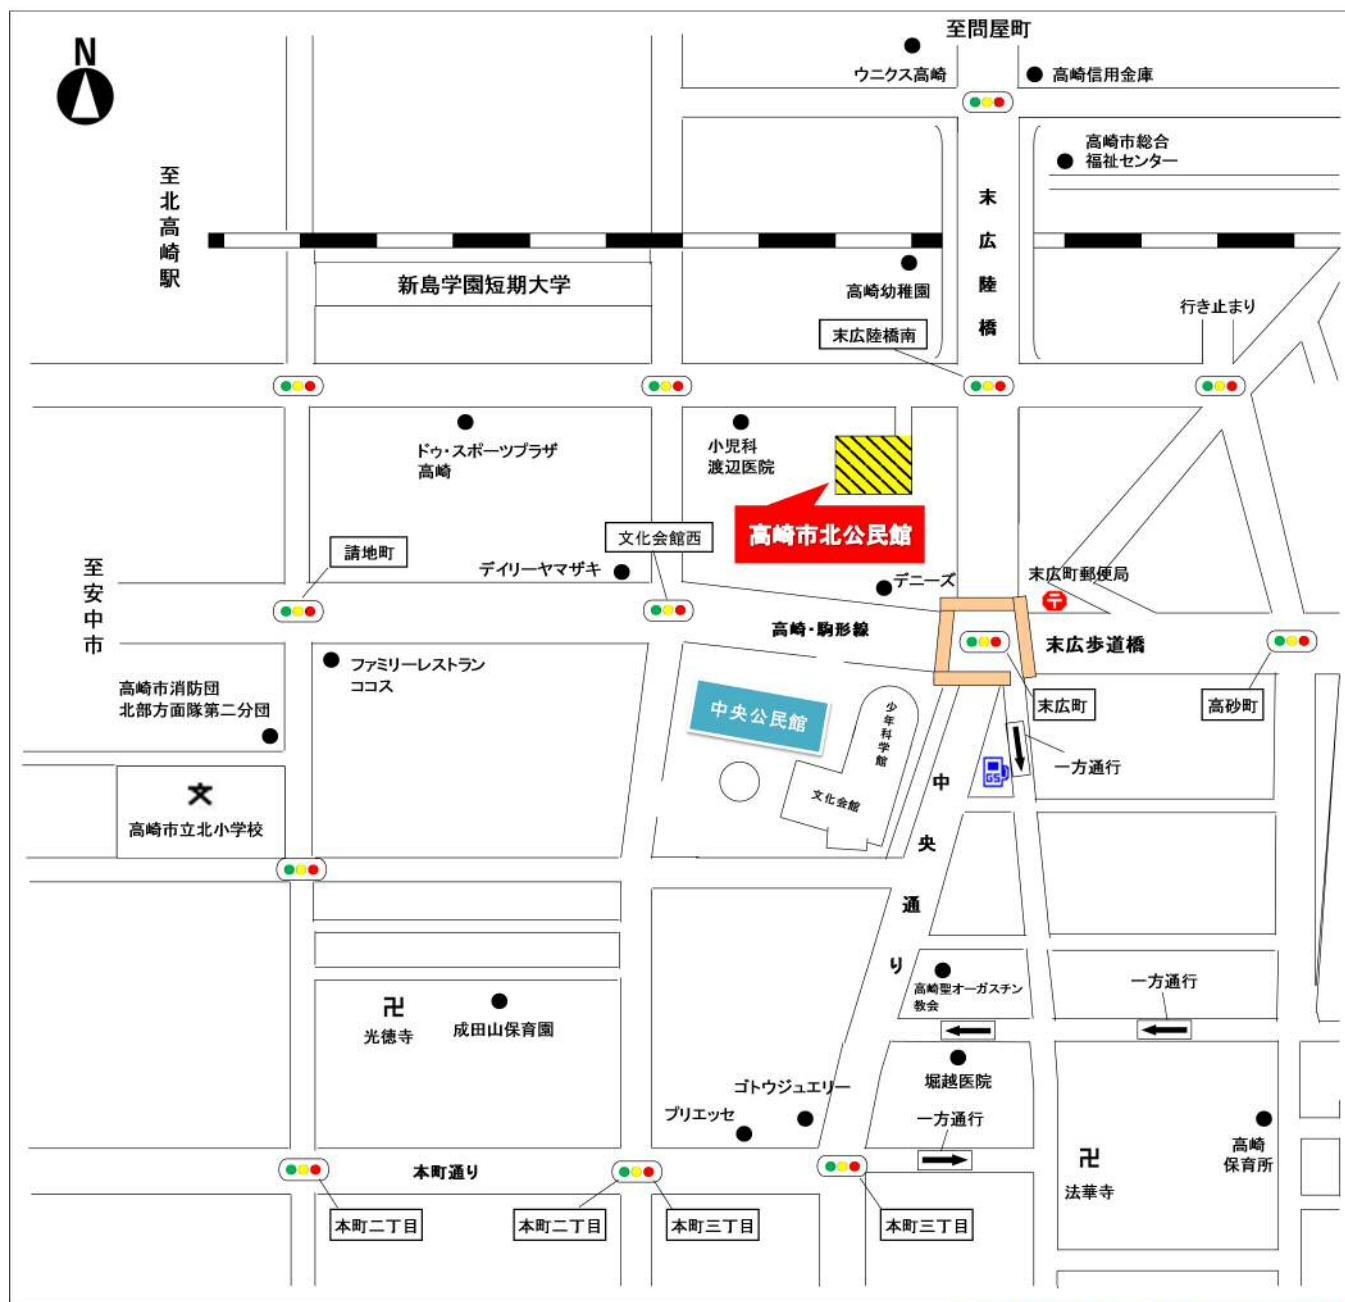 至問屋町
N
ウニクス高崎
高崎信用金庫
高崎市総合
福祉センター
至北高崎駅
末広陸橋
新島学園短期大学
高崎幼稚園
行き止まり
末広陸橋南
ドゥ・スポーツプラザ
高崎
小児科
渡辺医院
高崎市北公民館
文化会館西
請地町
デイリーヤマザキ
デニーズ
末広町郵便局
至安中市
高崎・駒形線
末広歩道橋
ファミリーレストラン
ココス
高崎市消防団
北部方面隊第二分団
中央公民館
少年科学館
末広町
高砂町
一方通行
GS
文化会館
文
高崎市立北小学校
中央通り
高崎聖オーガスチン
教会
一方通行
卍
光徳寺
成田山保育園
堀越医院
ゴトウジュエリー
プリエッセ
一方通行
高崎
保育所
本町通り
卍
法華寺
本町二丁目
本町二丁目
本町三丁目
本町三丁目